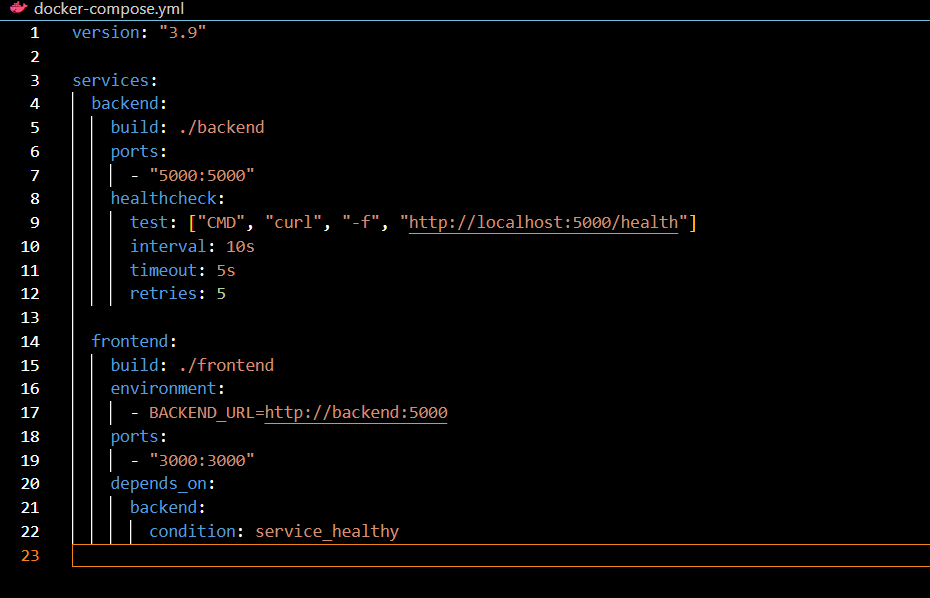 docker-compose.yml
1 version: "3.9"
2
3 services:
4   backend:
5     build: ./backend
6     ports:
7       - "5000:5000"
8     healthcheck:
9       test: ["CMD", "curl", "-f", "http://localhost:5000/health"]
10       interval: 10s
11       timeout: 5s
12       retries: 5
13
14   frontend:
15     build: ./frontend
16     environment:
17       - BACKEND_URL=http://backend:5000
18     ports:
19       - "3000:3000"
20     depends_on:
21       backend:
22         condition: service_healthy
23